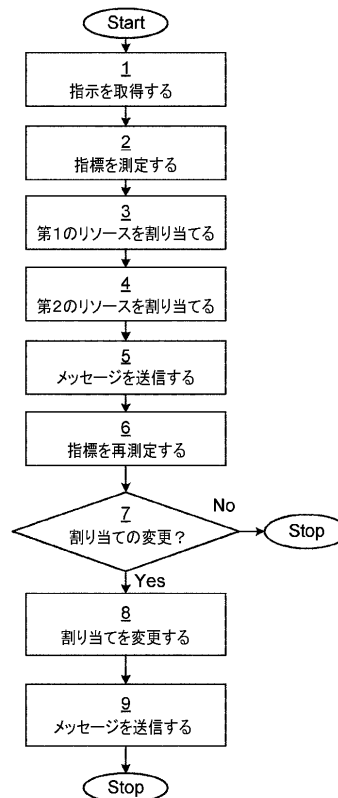 Start
1
指示を取得する
2
指標を測定する
3
第1のリソースを割り当てる
4
第2のリソースを割り当てる
5
メッセージを送信する
6
指標を再測定する
7
割り当ての変更？
No
Stop
Yes
8
割り当てを変更する
9
メッセージを送信する
Stop